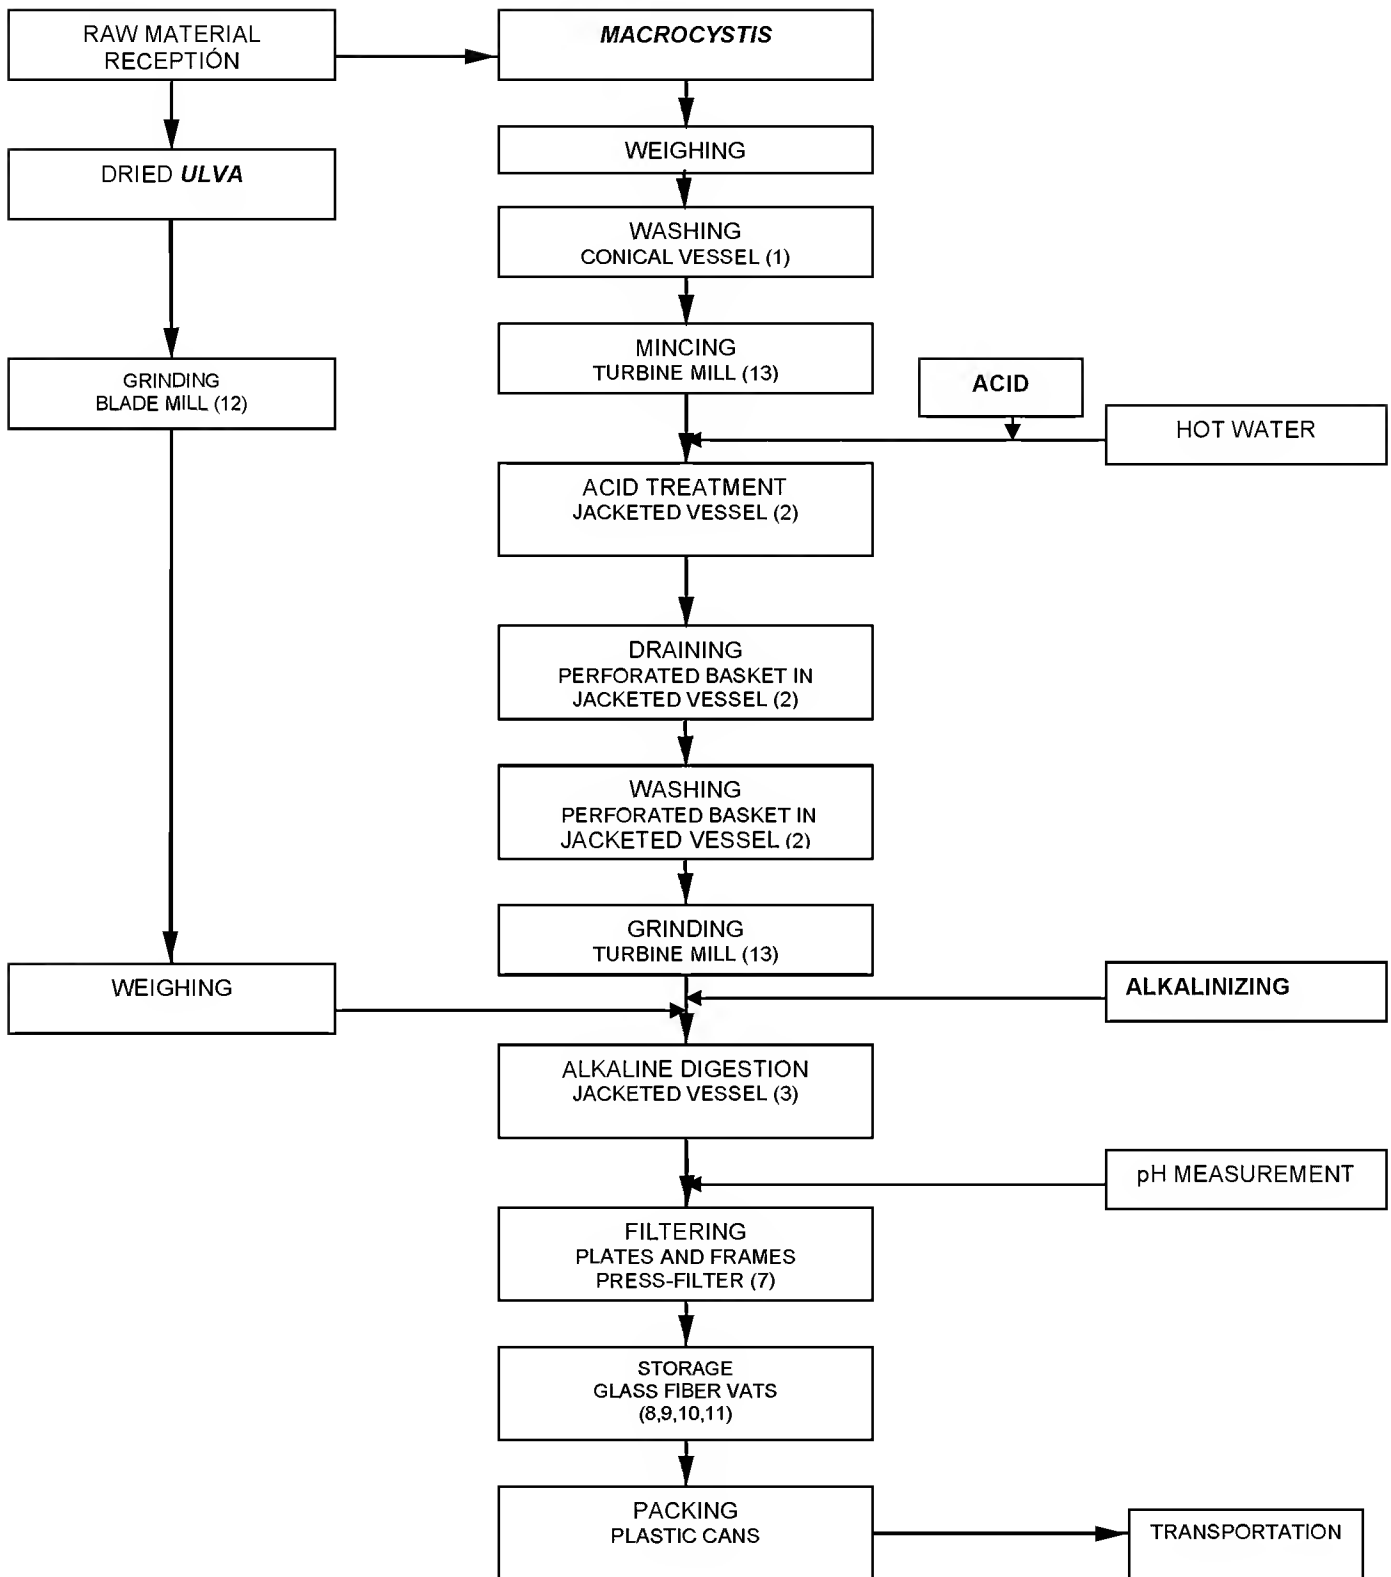 RAW MATERIAL
RECEPTIÓN
MACROCYSTIS
WEIGHING
DRIED ULVA
WASHING
CONICAL VESSEL (1)
MINCING
TURBINE MILL (13)
GRINDING
BLADE MILL (12)
ACID
HOT WATER
ACID TREATMENT
JACKETED VESSEL (2)
DRAINING
PERFORATED BASKET IN
JACKETED VESSEL (2)
WASHING
PERFORATED BASKET IN
JACKETED VESSEL (2)
GRINDING
TURBINE MILL (13)
WEIGHING
ALKALINIZING
ALKALINE DIGESTION
JACKETED VESSEL (3)
pH MEASUREMENT
FILTERING
PLATES AND FRAMES
PRESS-FILTER (7)
STORAGE
GLASS FIBER VATS
(8,9,10,11)
PACKING
PLASTIC CANS
TRANSPORTATION